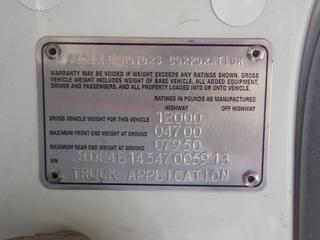 GENERAL MOTORS CORPORATION
WARRANTY MAY BE VOIDED IF WEIGHT EXCEEDS ANY RATINGS SHOWN. GROSS
VEHICLE WEIGHT INCLUDES WEIGHT OF BASE VEHICLE, ALL ADDED EQUIPMENT,
DRIVER AND PASSENGERS, AND ALL PROPERTY LOADED INTO OR ONTO VEHICLE.
RATINGS IN POUNDS AS MANUFACTURED
HIGHWAY OFF HIGHWAY
GROSS VEHICLE WEIGHT FOR THIS VEHICLE 12000
MAXIMUM FRONT END WEIGHT AT GROUND 04700
MAXIMUM REAR END WEIGHT AT GROUND 07950
VIN
TRUCK APPLICATION